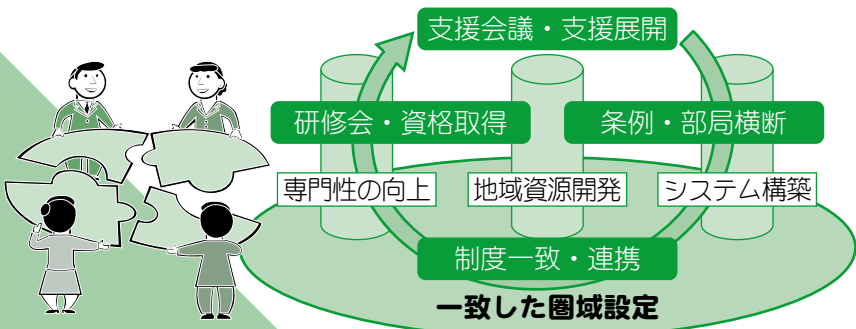 支援会議・支援展開
研修会・資格取得
条例・部局横断
専門性の向上
地域資源開発
システム構築
制度一致・連携
一致した圏域設定